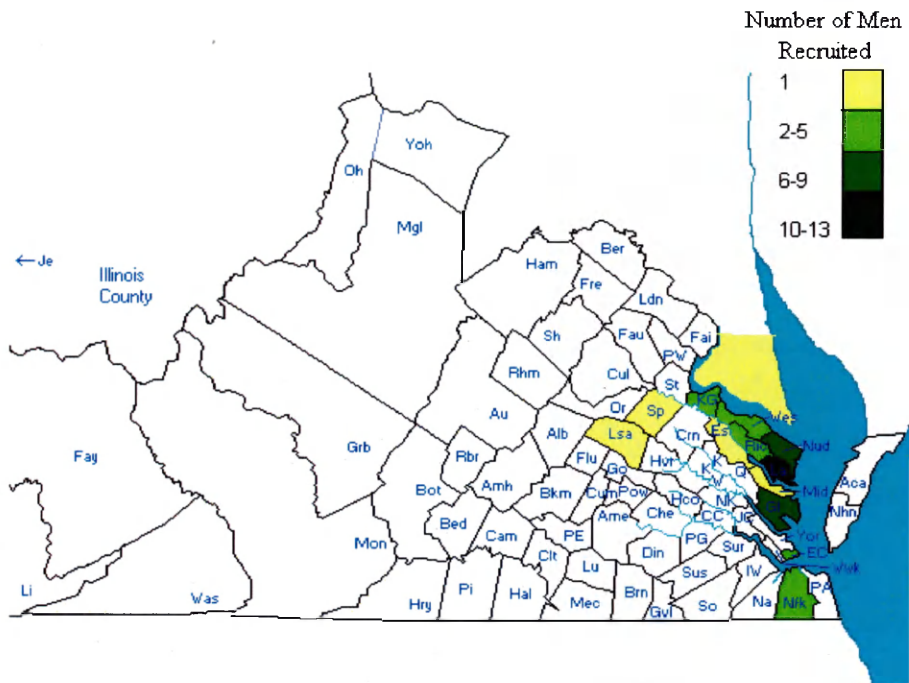 Number of Men
Recruited
1
2-5
6-9
10-13
Yoh
Oh
Mgl
←Je
Illinois
County
Ber
Ham
Fre
Ldn
Sh
Fau
Fai
PW
Rhm
Cul
St
KG
Wes
Or
Sp
Au
Es
Ric
Nud
Alb
Lsa
Crn
Grb
Rbr
Flu
Hvr
K
Q
Fay
Go
K
W
Aca
Amh
Bkm
Cum
Pow
Mid
Bot
Hco
NK
Nhn
Che
CC
JC
Gl
Bed
Ame
Yor
Mon
Cam
PE
Clt
Din
PG
Sur
EC
Lu
IW
Wwk
Li
Was
Sus
PA
Hry
Pi
Hal
Mec
Brn
Gvl
So
Na
Nfk